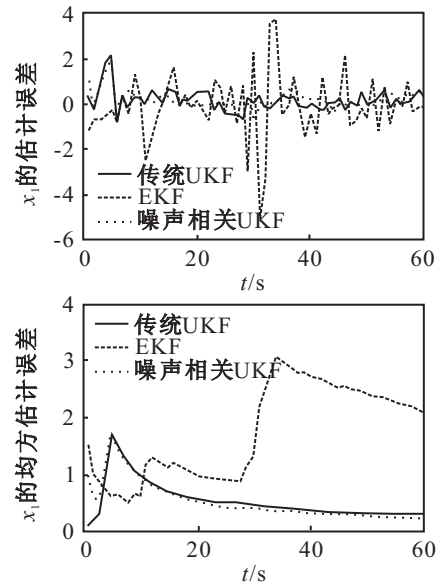 4
2
0
-2
-4
-6
x₁的估计误差
传统UKF
EKF
噪声相关UKF
0 20 40 60
t/s
4
3
2
1
0
x₁的均方估计误差
传统UKF
EKF
噪声相关UKF
0 20 40 60
t/s